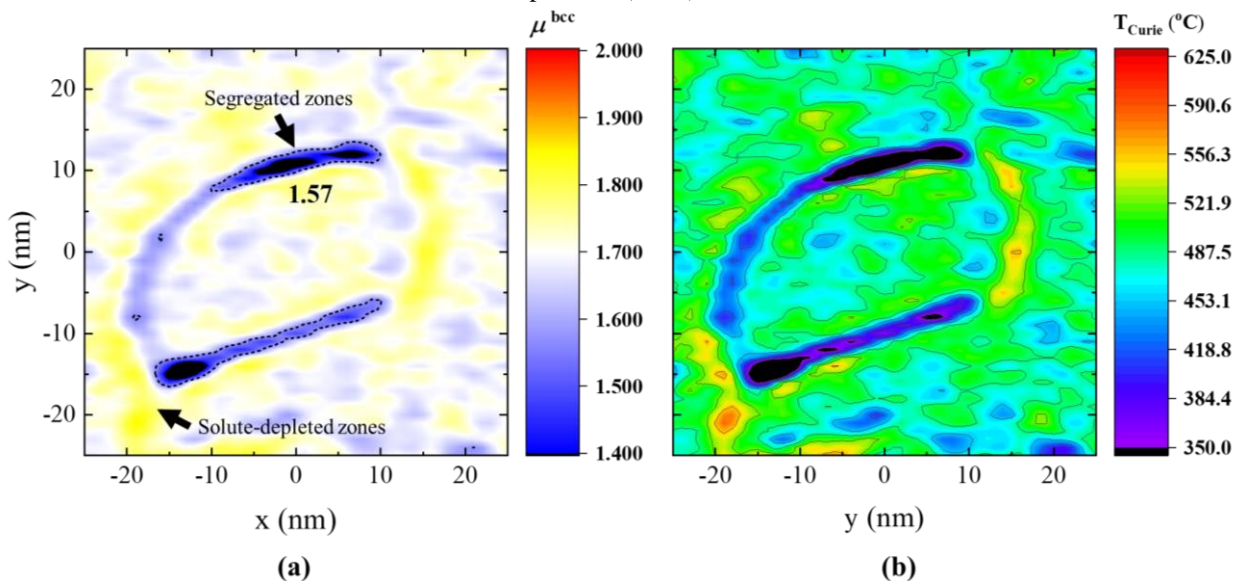 μ bcc
2.000
1.900
1.800
1.700
1.600
1.500
1.400
20
10
0
-10
-20
y (nm)
Segregated zones
1.57
Solute-depleted zones
-20 -10 0 10 20
x (nm)
(a)
T Curie (°C)
625.0
590.6
556.3
521.9
487.5
453.1
418.8
384.4
350.0
-20 -10 0 10 20
y (nm)
(b)